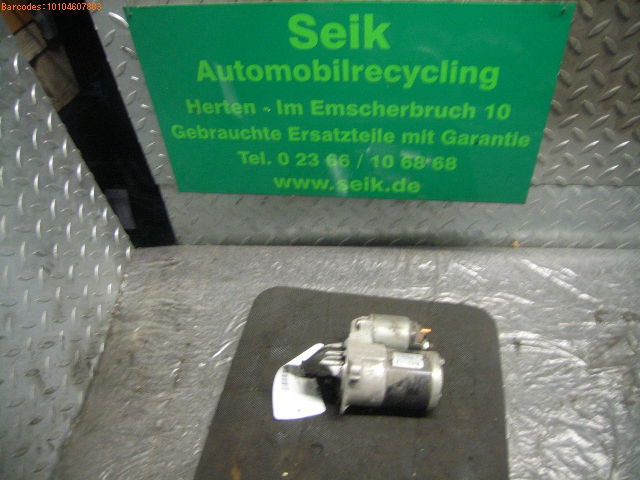 Barcodes: 10104607883
Seik
Automobilrecycling
Herten - Im Emscherbruch 10
Gebrauchte Ersatzteile mit Garantie
Tel. 0 23 66 / 10 68-68
www.seik.de